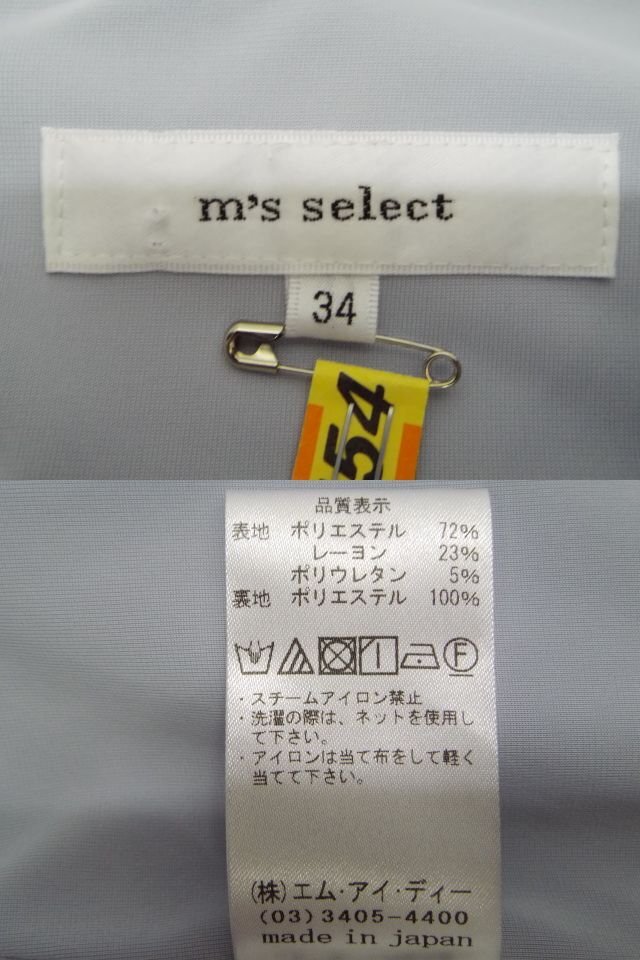 m's select
34
54
品質表示
表地 ポリエステル 72%
レーヨン 23%
ポリウレタン 5%
裏地 ポリエステル 100%
F
・スチームアイロン禁止
・洗濯の際は、ネットを使用し
て下さい。
・アイロンは当て布をして軽く
当てて下さい。
(株)エム・アイ・ディー
(03)3405-4400
made in japan